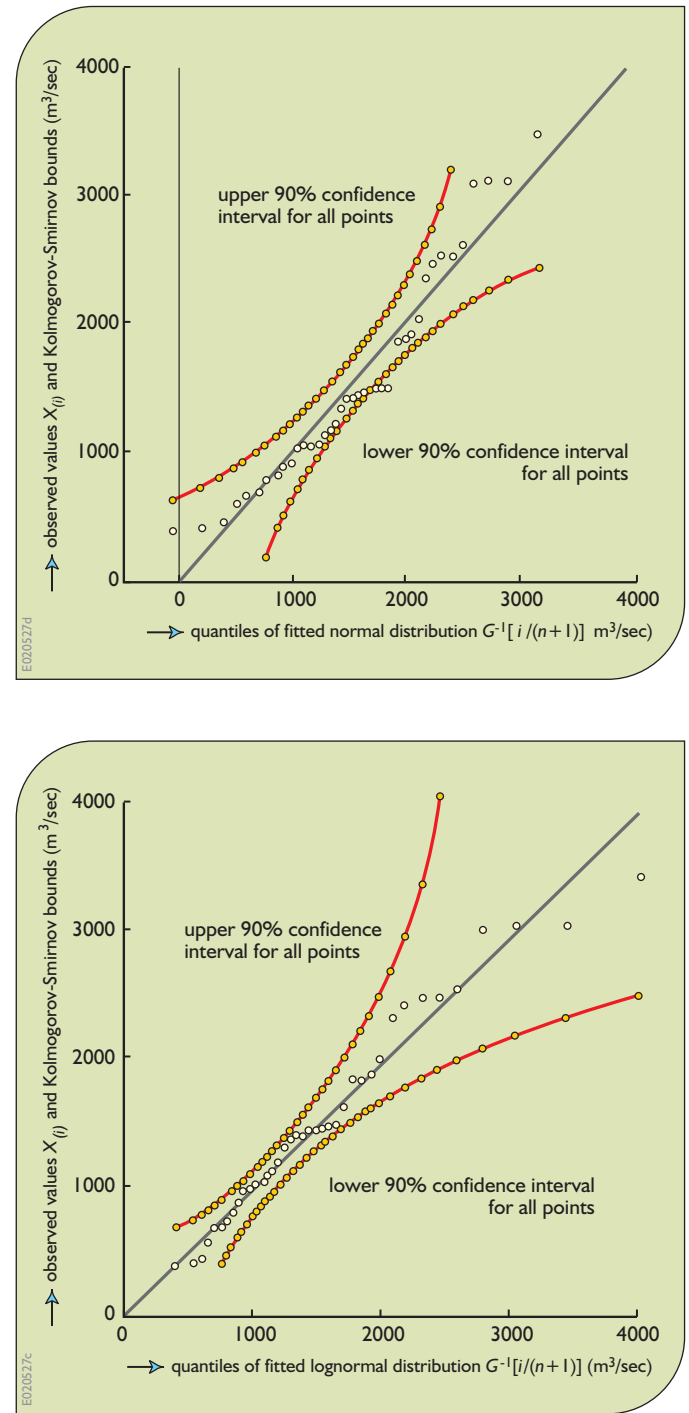 observed values X(i) and Kolmogorov-Smirnov bounds (m³/sec)
4000
3000
2000
1000
0
upper 90% confidence
interval for all points
lower 90% confidence interval
for all points
0 1000 2000 3000 4000
quantiles of fitted normal distribution G⁻¹[i/(n+1)] m³/sec)
E020527d
observed values X(i) and Kolmogorov-Smirnov bounds (m³/sec)
4000
3000
2000
1000
0
upper 90% confidence
interval for all points
lower 90% confidence interval
for all points
0 1000 2000 3000 4000
quantiles of fitted lognormal distribution G⁻¹[i/(n+1)] (m³/sec)
E020527c